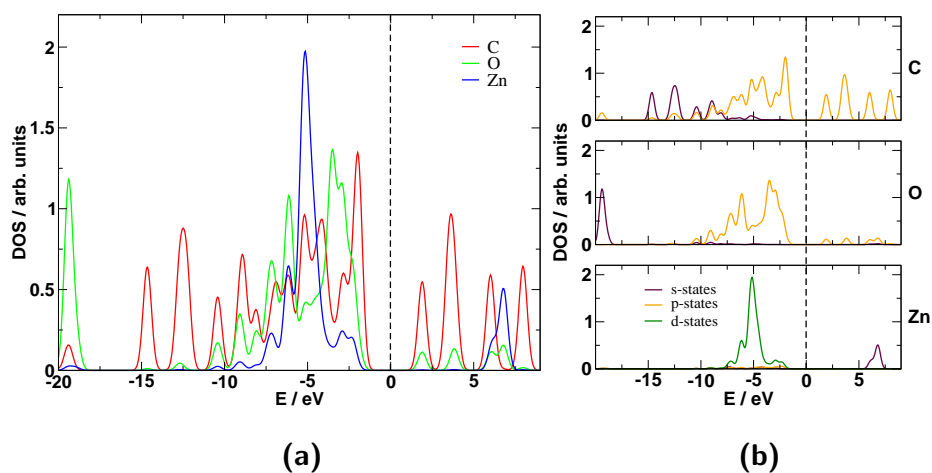 DOS / arb. units
2
1.5
1
0.5
0
-20
-15
-10
-5
0
5
E / eV
C
O
Zn
(a)
DOS / arb. units
2
1
0
C
2
1
0
O
2
1
0
Zn
s-states
p-states
d-states
-15
-10
-5
0
5
E / eV
(b)